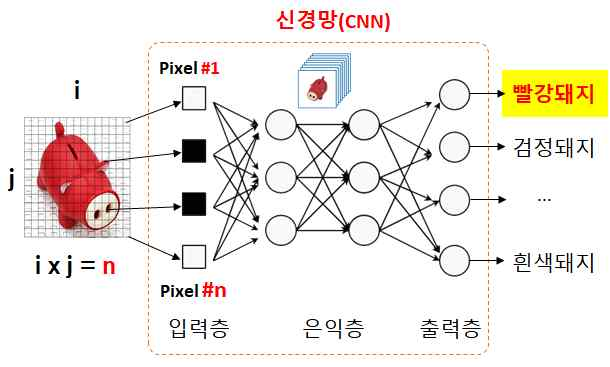 신경망(CNN)
Pixel #1
i
빨강돼지
검정돼지
j
...
i x j = n
흰색돼지
Pixel #n
입력층
은익층
출력층